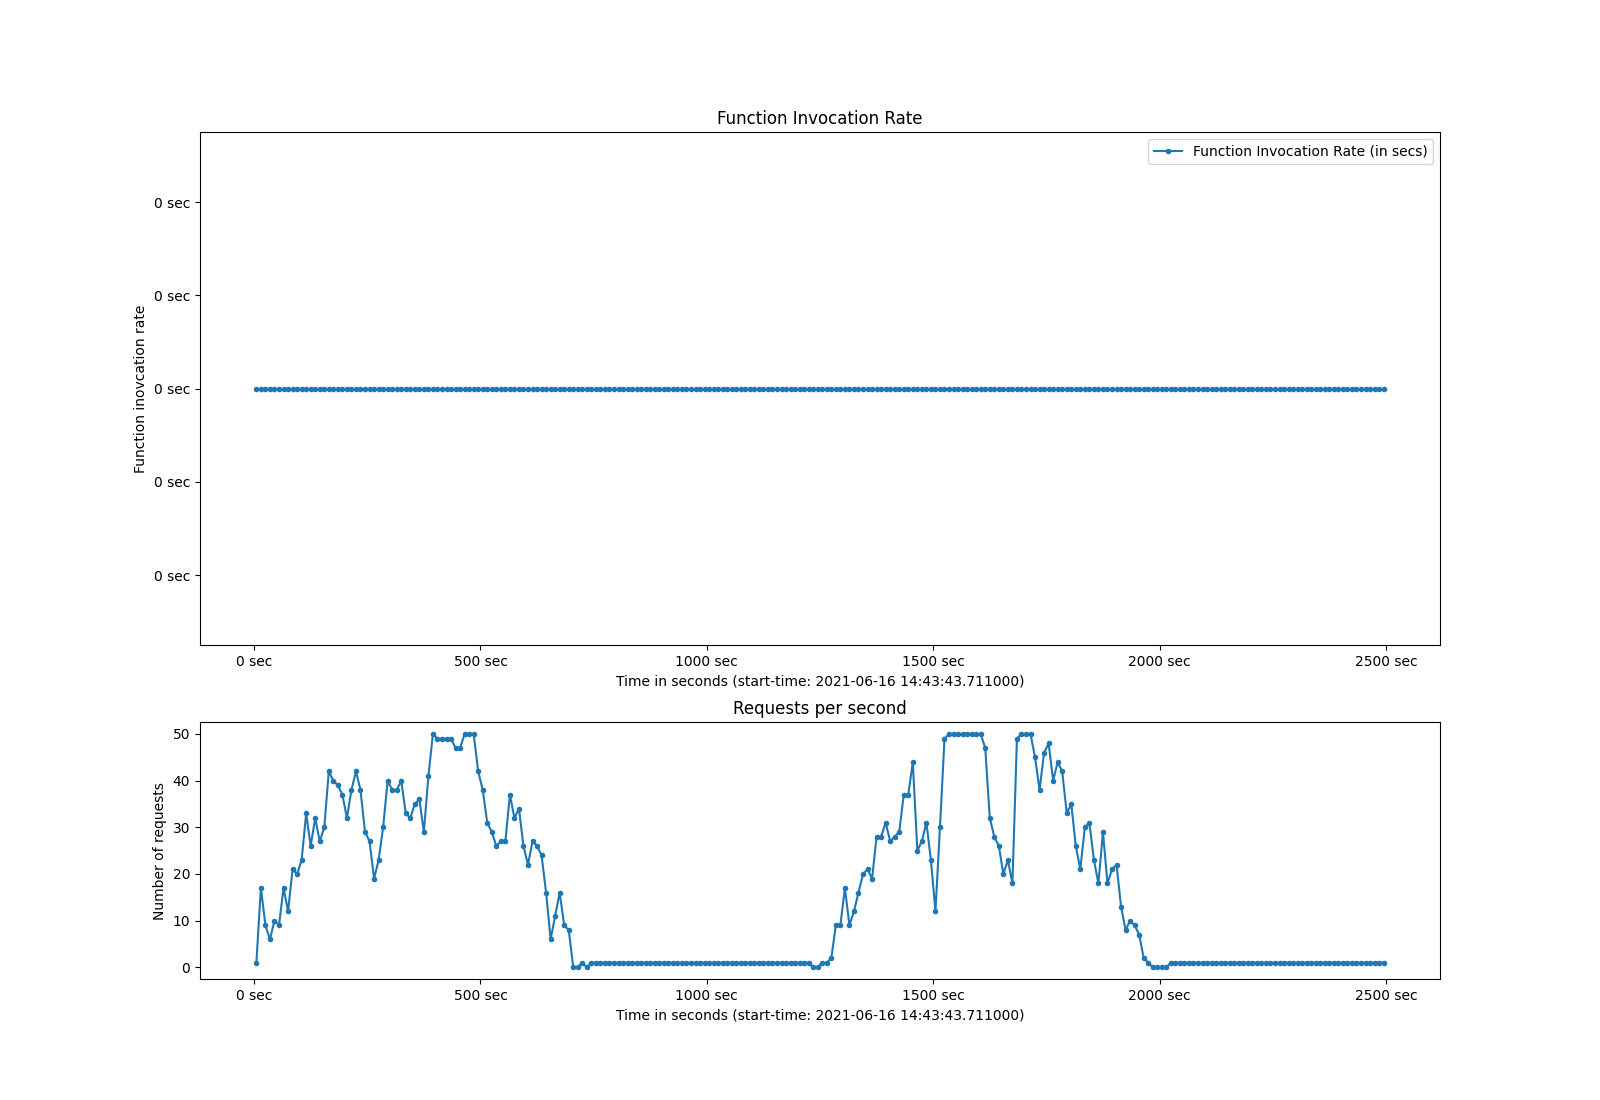 Function Invocation Rate
Function Invocation Rate (in secs)
0 sec
0 sec
0 sec
0 sec
0 sec
Function inovcation rate
0 sec 500 sec 1000 sec 1500 sec 2000 sec 2500 sec
Time in seconds (start-time: 2021-06-16 14:43:43.711000)
Requests per second
50
40
30
20
10
0
Number of requests
0 sec 500 sec 1000 sec 1500 sec 2000 sec 2500 sec
Time in seconds (start-time: 2021-06-16 14:43:43.711000)